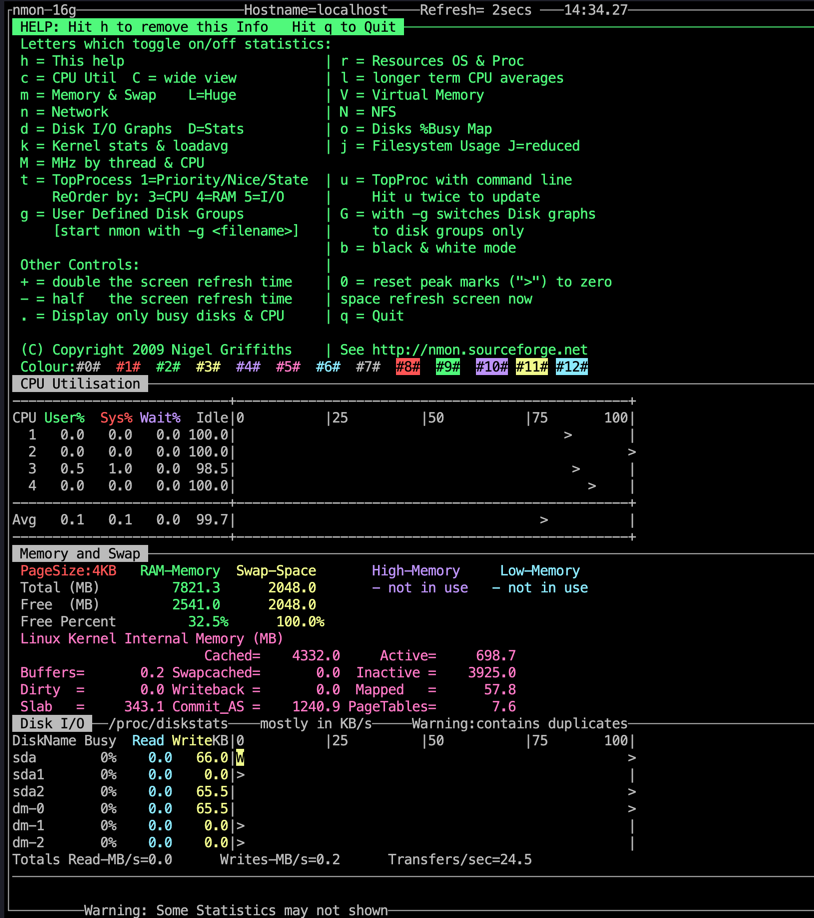 nmon-16g Hostname=localhost Refresh= 2secs 14:34.27
HELP: Hit h to remove this Info   Hit q to Quit
Letters which toggle on/off statistics:
h = This help                         | r = Resources OS & Proc
c = CPU Util  C = wide view           | l = longer term CPU averages
m = Memory & Swap    L=Huge           | V = Virtual Memory
n = Network                           | N = NFS
d = Disk I/O Graphs  D=Stats          | o = Disks %Busy Map
k = Kernel stats & loadavg            | j = Filesystem Usage J=reduced
M = MHz by thread & CPU
t = TopProcess 1=Priority/Nice/State  | u = TopProc with command line
    ReOrder by: 3=CPU 4=RAM 5=I/O     |     Hit u twice to update
g = User Defined Disk Groups          | G = with -g switches Disk graphs
    [start nmon with -g <filename>]   |     to disk groups only
                                      | b = black & white mode
Other Controls:                       |
+ = double the screen refresh time    | 0 = reset peak marks (">") to zero
- = half   the screen refresh time    | space refresh screen now
. = Display only busy disks & CPU     | q = Quit
(C) Copyright 2009 Nigel Griffiths    | See http://nmon.sourceforge.net
Colour:#0#  #1#  #2#  #3#  #4#  #5#  #6#  #7#  #8#  #9#  #10# #11# #12#
CPU Utilisation
CPU User%  Sys% Wait%  Idle|0          |25         |50          |75       100|
1   0.0   0.0   0.0 100.0|                                         >       |
2   0.0   0.0   0.0 100.0|                                                 >
3   0.5   1.0   0.0  98.5|                                          >      |
4   0.0   0.0   0.0 100.0|                                            >    |
Avg   0.1   0.1   0.0  99.7|                                      >          |
Memory and Swap
PageSize:4KB   RAM-Memory  Swap-Space       High-Memory     Low-Memory
Total (MB)         7821.3      2048.0       - not in use   - not in use
Free  (MB)         2541.0      2048.0
Free Percent         32.5%      100.0%
Linux Kernel Internal Memory (MB)
Cached=    4332.0     Active=     698.7
Buffers=       0.2 Swapcached=       0.0  Inactive =    3925.0
Dirty  =       0.0 Writeback =       0.0  Mapped   =      57.8
Slab   =     343.1 Commit_AS =    1240.9 PageTables=       7.6
Disk I/O /proc/diskstats mostly in KB/s Warning:contains duplicates
DiskName Busy  Read WriteKB|0          |25         |50          |75       100|
sda        0%    0.0   66.0|W                                                >
sda1       0%    0.0    0.0|>                                                |
sda2       0%    0.0   65.5|                                                 >
dm-0       0%    0.0   65.5|                                                 >
dm-1       0%    0.0    0.0|>                                                |
dm-2       0%    0.0    0.0|>                                                |
Totals Read-MB/s=0.0      Writes-MB/s=0.2      Transfers/sec=24.5
Warning: Some Statistics may not shown